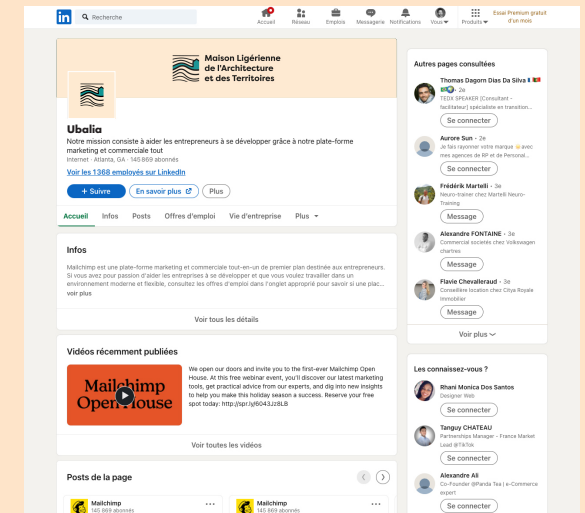 in
Recherche
Accueil
Réseau
Emplois
Messagerie
Notifications
Vous
Produits
Essai Premium gratuit
d'un mois
Maison Ligérienne
de l'Architecture
et des Territoires
Ubalia
Notre mission consiste à aider les entrepreneurs à se développer grâce à notre plate-forme
marketing et commerciale tout
Internet · Atlanta, GA · 145 869 abonnés
Voir les 1 368 employés sur LinkedIn
+ Suivre
En savoir plus
Plus
Accueil
Infos
Posts
Offres d'emploi
Vie d'entreprise
Plus
Infos
Mailchimp est une plate-forme marketing et commerciale tout-en-un de premier plan destinée aux entrepreneurs.
Si vous avez pour passion d'aider les entreprises à se développer et que vous voulez travailler dans un
environnement moderne et flexible, consultez les offres d'emploi dans l'onglet approprié pour savoir si une plac...
voir plus
Voir tous les détails
Vidéos récemment publiées
Mailchimp
Open House
We open our doors and invite you to the first-ever Mailchimp Open
House. At this free webinar event, you'll discover our latest marketing
tools, get practical advice from our experts, and dig into new insights
to help you make this holiday season a success. Reserve your free
spot today: http://spr.ly/6043Jz8LB
Voir toutes les vidéos
Posts de la page
Mailchimp
145 869 abonnés
Mailchimp
145 869 abonnés
Autres pages consultées
Thomas Dagorn Dias Da Silva
• 2e
TEDX SPEAKER [Consultant -
facilitateur] spécialiste en transition...
Se connecter
Aurore Sun • 2e
Je fais rayonner votre marque avec
mes agences de RP et de Personal...
Se connecter
Frédérik Martelli • 3e
Neuro-trainer chez Martelli Neuro-
Training
Message
Alexandre FONTAINE • 3e
Commercial societés chez Volkswagen
chartres
Message
Flavie Chevalleraud • 3e
Conseillère location chez Citya Royale
Immobilier
Message
Voir plus
Les connaissez-vous ?
Rhani Monica Dos Santos
Designer Web
Se connecter
Tanguy CHATEAU
Partnerships Manager - France Market
Lead @TikTok
Se connecter
Alexandre Ali
Co-Founder @Panda Tea | e-Commerce
expert
Se connecter